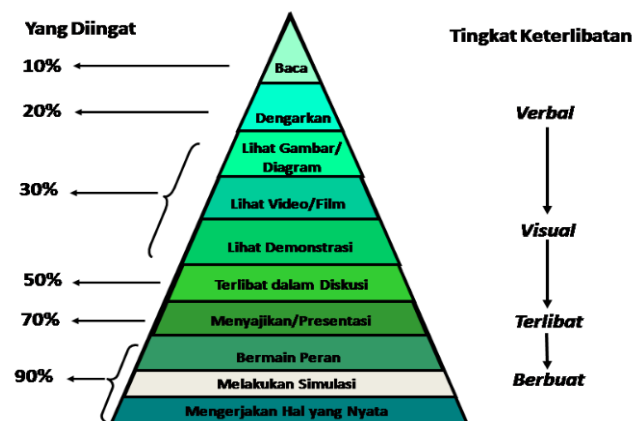 Yang Diingat
Tingkat Keterlibatan
10%
Baca
20%
Dengarkan
Verbal
Lihat Gambar/
Diagram
30%
Lihat Video/Film
Visual
Lihat Demonstrasi
50%
Terlibat dalam Diskusi
70%
Menyajikan/Presentasi
Terlibat
Bermain Peran
90%
Melakukan Simulasi
Berbuat
Mengerjakan Hal yang Nyata